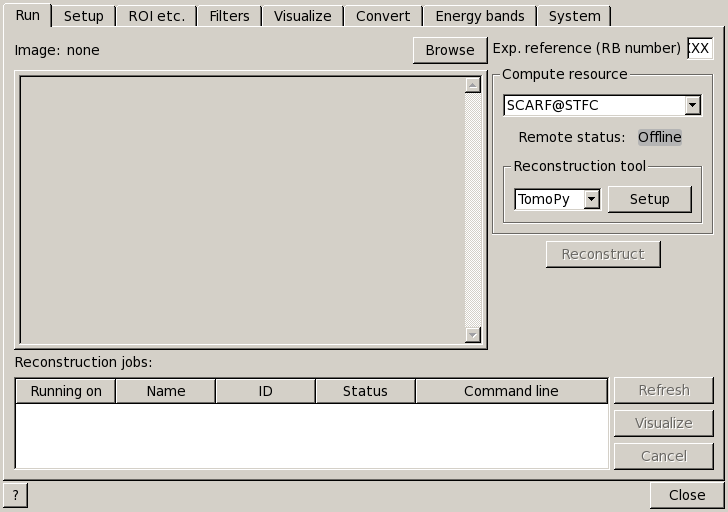 Run Setup ROI etc. Filters Visualize Convert Energy bands System
Image: none Browse Exp. reference (RB number) XX
Compute resource
SCARF@STFC
Remote status: Offline
Reconstruction tool
TomoPy Setup
Reconstruct
Reconstruction jobs:
Running on Name ID Status Command line Refresh
Visualize
Cancel
? Close